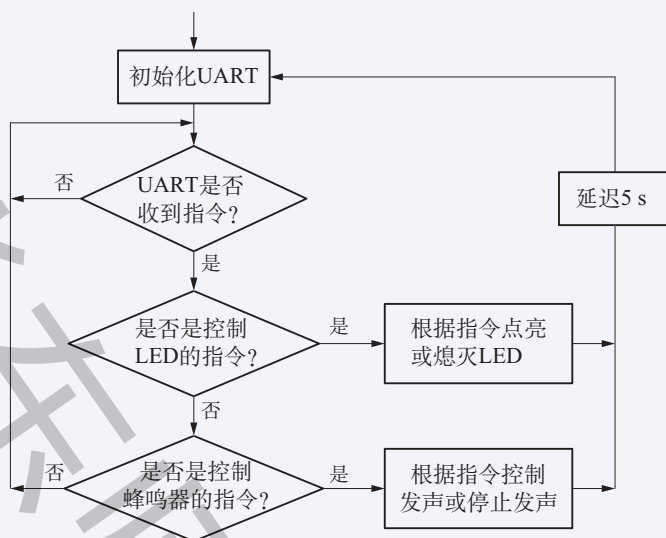 初始化UART
否
UART是否
收到指令？
延迟5 s
是
是否是控制
LED的指令？
是
根据指令点亮
或熄灭LED
否
否
是否是控制
蜂鸣器的指令？
是
根据指令控制
发声或停止发声